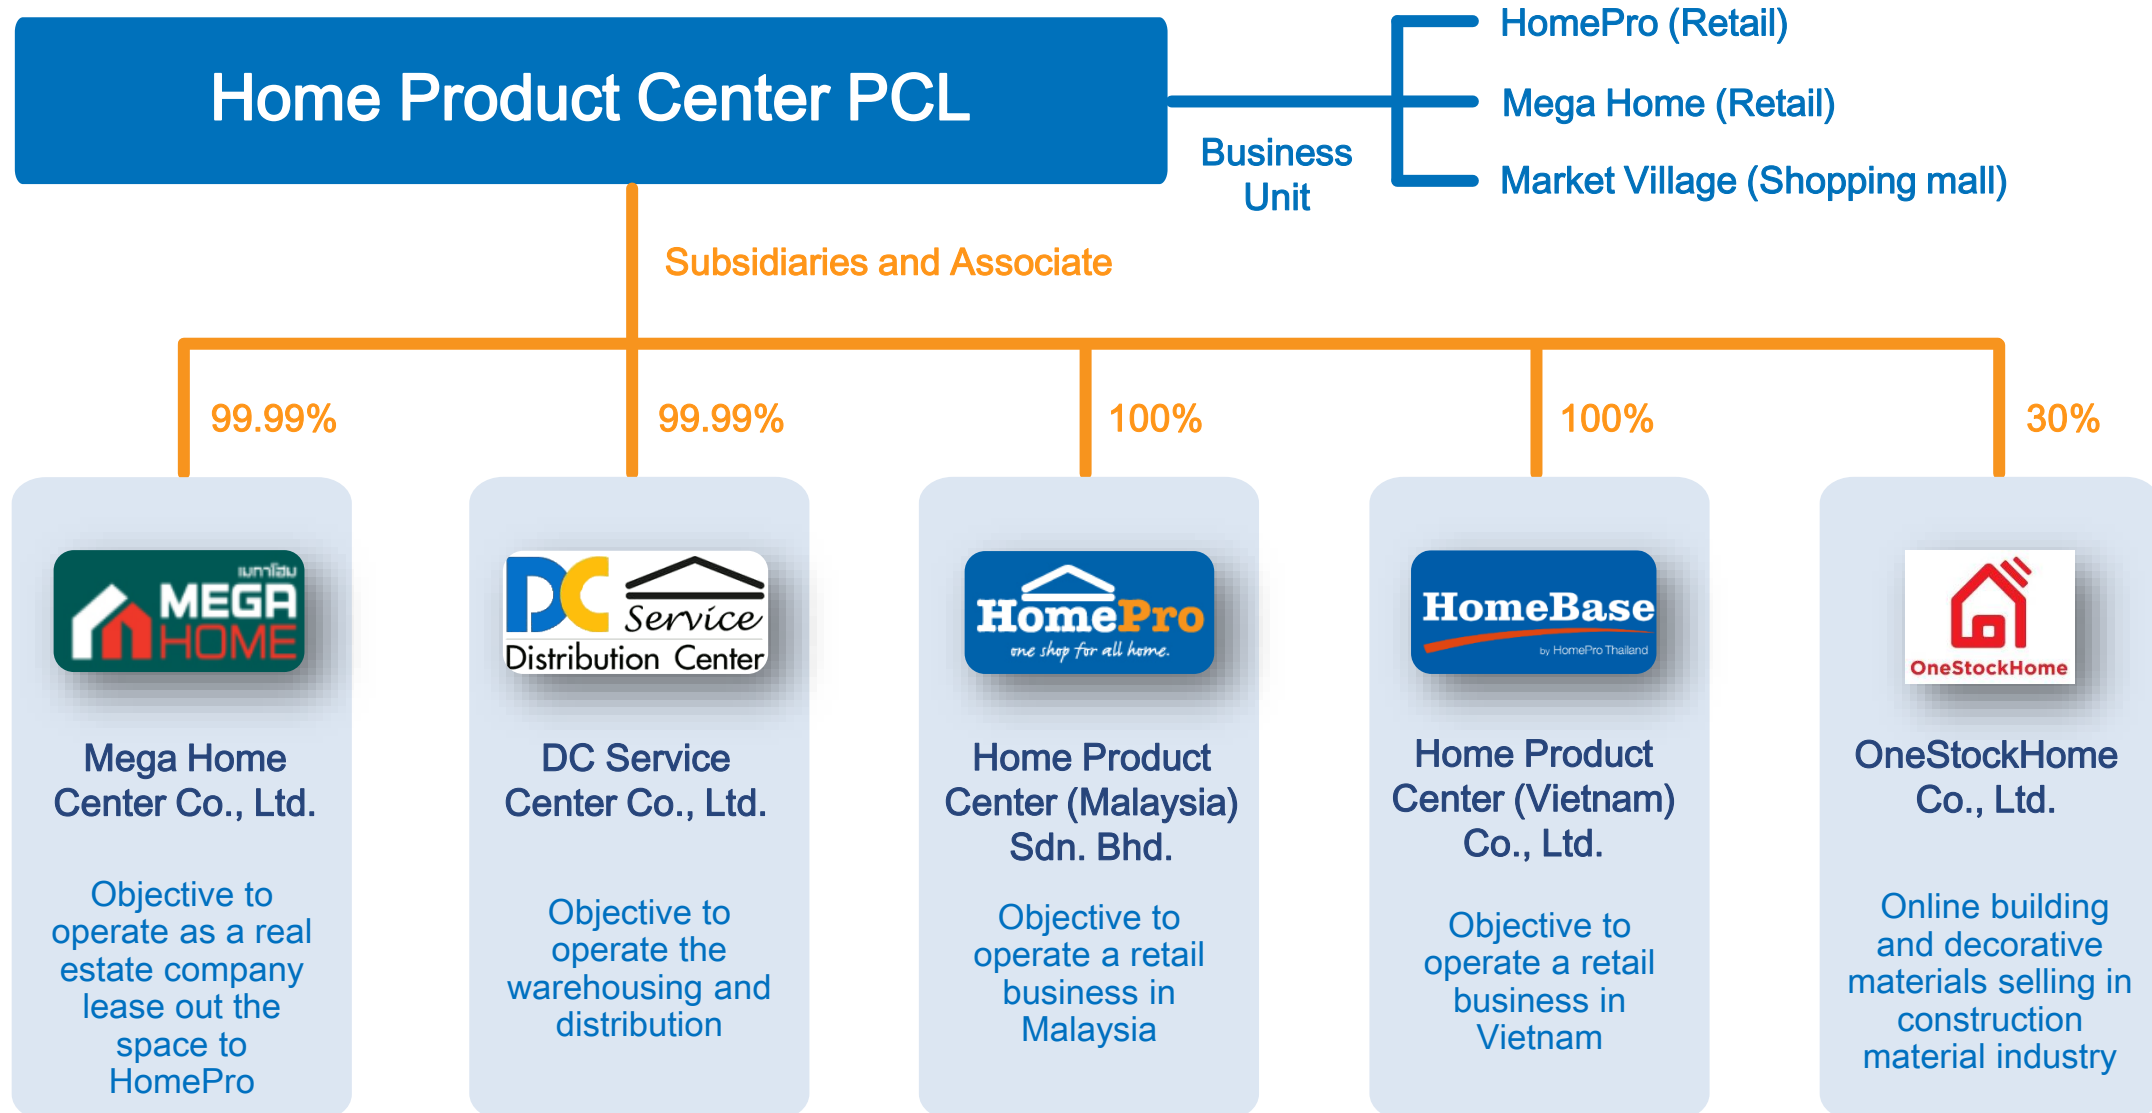 Home Product Center PCL
Business
Unit
HomePro (Retail)
Mega Home (Retail)
Market Village (Shopping mall)
Subsidiaries and Associate
99.99%
99.99%
100%
100%
30%
เมกาโฮม
MEGA
HOME
Mega Home
Center Co., Ltd.
Objective to
operate as a real
estate company
lease out the
space to
HomePro
DC
Service
Distribution Center
DC Service
Center Co., Ltd.
Objective to
operate the
warehousing and
distribution
HomePro
one shop for all home.
Home Product
Center (Malaysia)
Sdn. Bhd.
Objective to
operate a retail
business in
Malaysia
HomeBase
by HomePro Thailand
Home Product
Center (Vietnam)
Co., Ltd.
Objective to
operate a retail
business in
Vietnam
OneStockHome
OneStockHome
Co., Ltd.
Online building
and decorative
materials selling in
construction
material industry